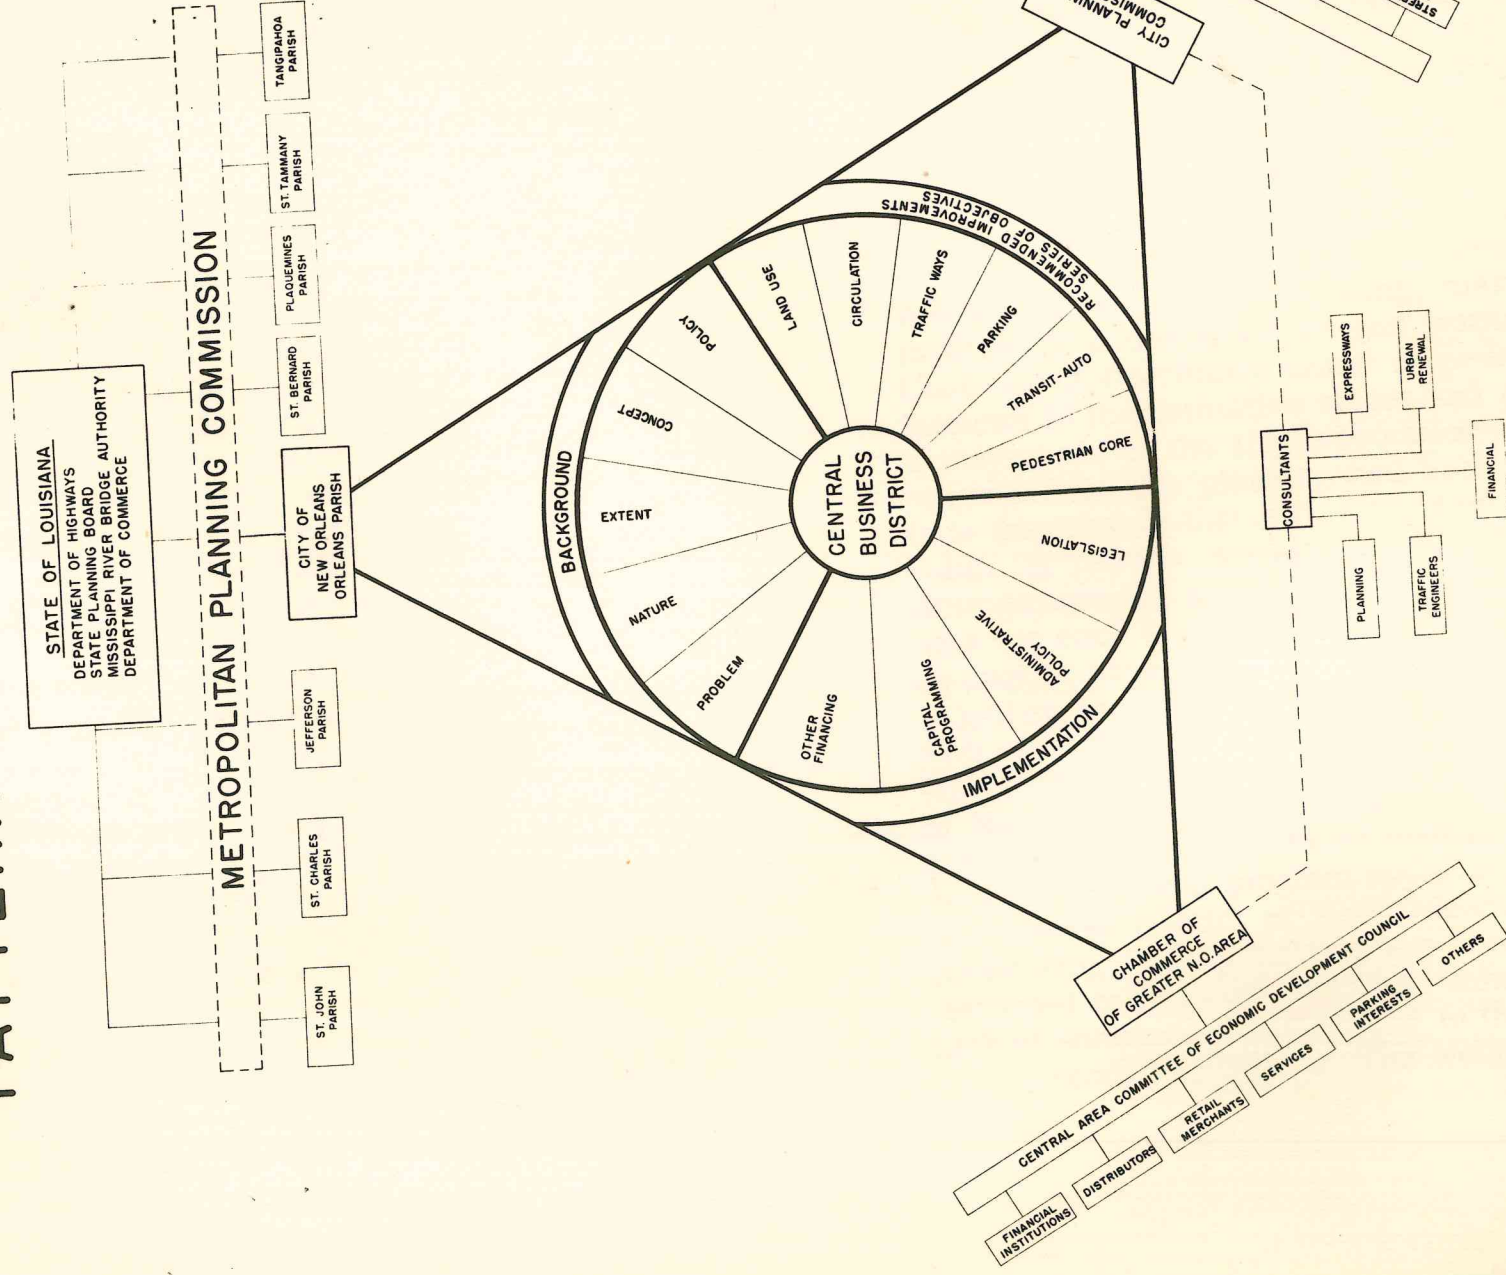 STATE OF LOUISIANA
DEPARTMENT OF HIGHWAYS
STATE PLANNING BOARD
MISSISSIPPI RIVER BRIDGE AUTHORITY
DEPARTMENT OF COMMERCE
METROPOLITAN PLANNING COMMISSION
ST. JOHN
PARISH
ST. CHARLES
PARISH
JEFFERSON
PARISH
CITY OF
NEW ORLEANS
ORLEANS PARISH
ST. BERNARD
PARISH
PLAQUEMINES
PARISH
ST. TAMMANY
PARISH
TANGIPAHOA
PARISH
BACKGROUND
PROBLEM
NATURE
EXTENT
CONCEPT
POLICY
RECOMMENDED IMPROVEMENTS
SERIES OF OBJECTIVES
LAND USE
CIRCULATION
TRAFFIC WAYS
PARKING
TRANSIT-AUTO
PEDESTRIAN CORE
IMPLEMENTATION
LEGISLATION
ADMINISTRATIVE
POLICY
CAPITAL
PROGRAMMING
OTHER
FINANCING
CENTRAL
BUSINESS
DISTRICT
CITY
CHAMBER OF
COMMERCE
OF GREATER N.O. AREA
CENTRAL AREA COMMITTEE OF ECONOMIC DEVELOPMENT COUNCIL
FINANCIAL
INSTITUTIONS
DISTRIBUTORS
RETAIL
MERCHANTS
SERVICES
PARKING
INTERESTS
OTHERS
CONSULTANTS
PLANNING
TRAFFIC
ENGINEERS
FINANCIAL
URBAN
RENEWAL
EXPRESSWAYS